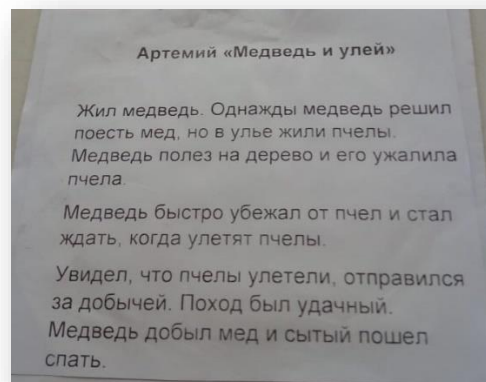 Артемий «Медведь и улей»
Жил медведь. Однажды медведь решил
поесть мед, но в улье жили пчелы.
Медведь полез на дерево и его ужалила
пчела.
Медведь быстро убежал от пчел и стал
ждать, когда улетят пчелы.
Увидел, что пчелы улетели, отправился
за добычей. Поход был удачный.
Медведь добыл мед и сытый пошел
спать.